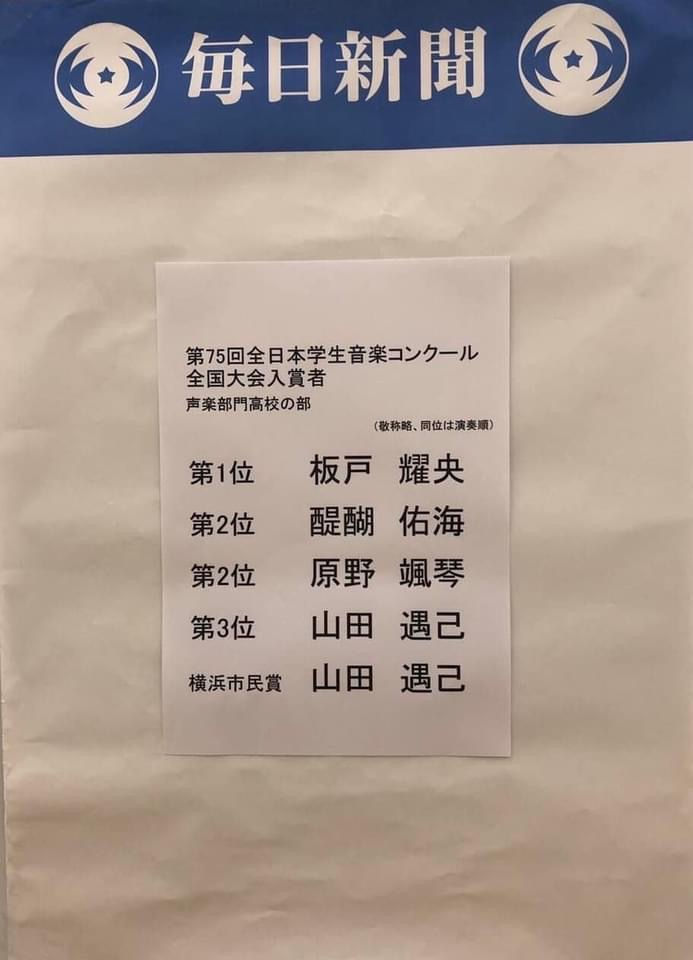 毎日新聞
第75回全日本学生音楽コンクール
全国大会入賞者
声楽部門高校の部
（敬称略、同位は演奏順）
第1位 板戸 耀央
第2位 醍醐 佑海
第2位 原野 颯琴
第3位 山田 遇己
横浜市民賞 山田 遇己